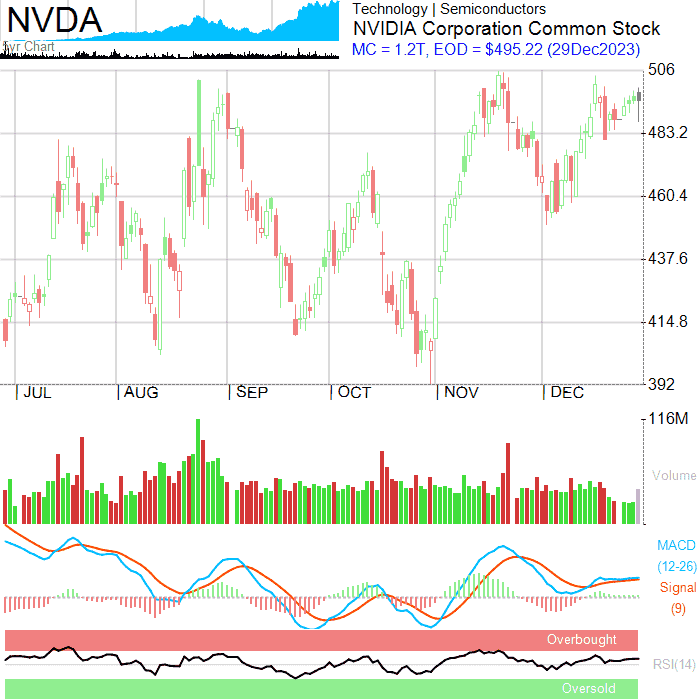 NVDA
5yr Chart
Technology | Semiconductors
NVIDIA Corporation Common Stock
MC = 1.2T, EOD = $495.22 (29Dec2023)
506
483.2
460.4
437.6
414.8
392
JUL
AUG
SEP
OCT
NOV
DEC
116M
Volume
MACD
(12-26)
Signal
(9)
Overbought
RSI(14)
Oversold